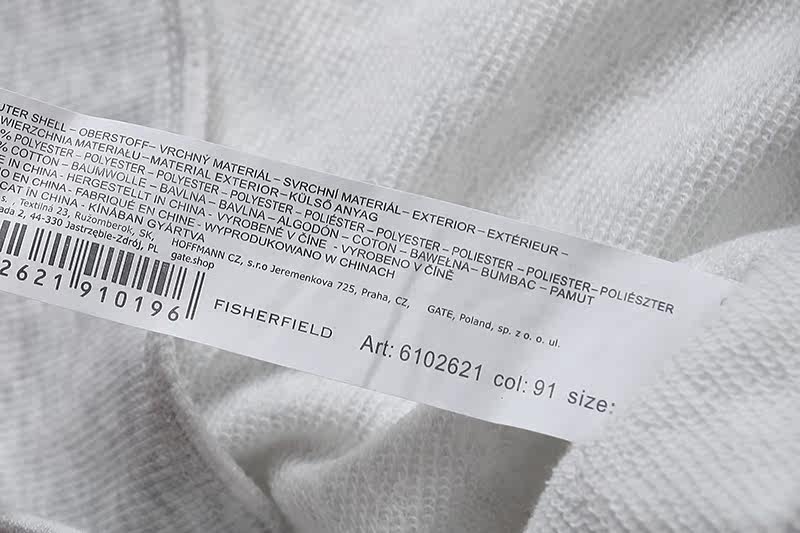 UTER SHELL – OBERSTOFF – VRCHNÝ MATERIÁL – SVRCHNÍ MATERIÁL – EXTERIOR – EXTÉRIEUR –
WIERZCHNIA MATERIAŁU – MATERIAL EXTERIOR – KÜLSŐ ANYAG
% POLYESTER – POLYESTER – POLYESTER – POLIÉSTER – POLYESTER – POLIESTER – POLIESTER – POLIÉSZTER
% COTTON – BAUMWOLLE – BAVLNA – BAVLNA – ALGODÓN – COTON – BAWEŁNA – BUMBAC – PAMUT
E IN CHINA – HERGESTELLT IN CHINA – VYROBENÉ V ČÍNE – VYROBENO V ČÍNĚ
O EN CHINA - FABRIQUÉ EN CHINE - WYPRODUKOWANO W CHINACH
CAT ÎN CHINA - KÍNÁBAN GYÁRTVA
s. , Textilná 23, Ružomberok, SK, HOFFMANN CZ, s.r.o Jeremenkova 725, Praha, CZ, GATE, Poland, sp. z o. o. ul.
ada 2, 44-330 Jastrzębie-Zdrój, PL gate.shop
2621910196
FISHERFIELD
Art: 6102621 col: 91 size: